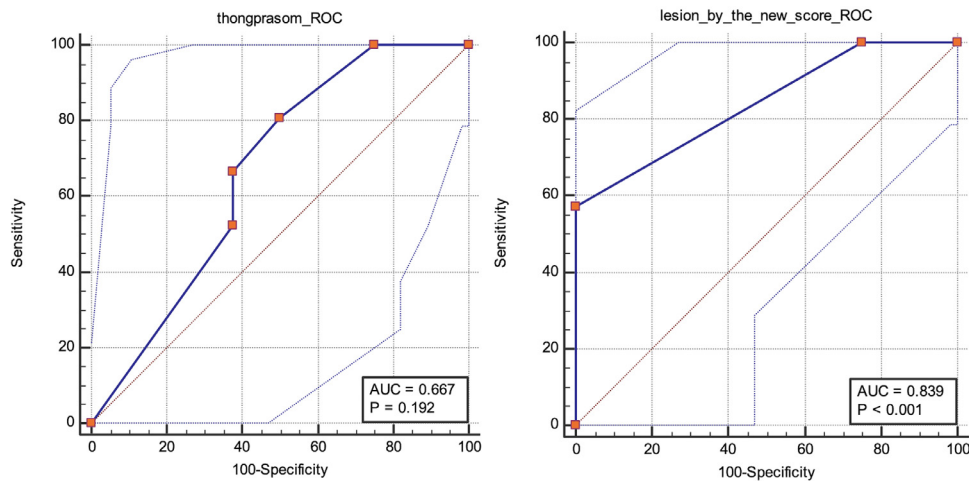 thongprasom_ROC
100
80
60
40
20
0
Sensitivity
0 20 40 60 80 100
100-Specificity
AUC = 0.667
P = 0.192
lesion_by_the_new_score_ROC
100
80
60
40
20
0
Sensitivity
0 20 40 60 80 100
100-Specificity
AUC = 0.839
P < 0.001